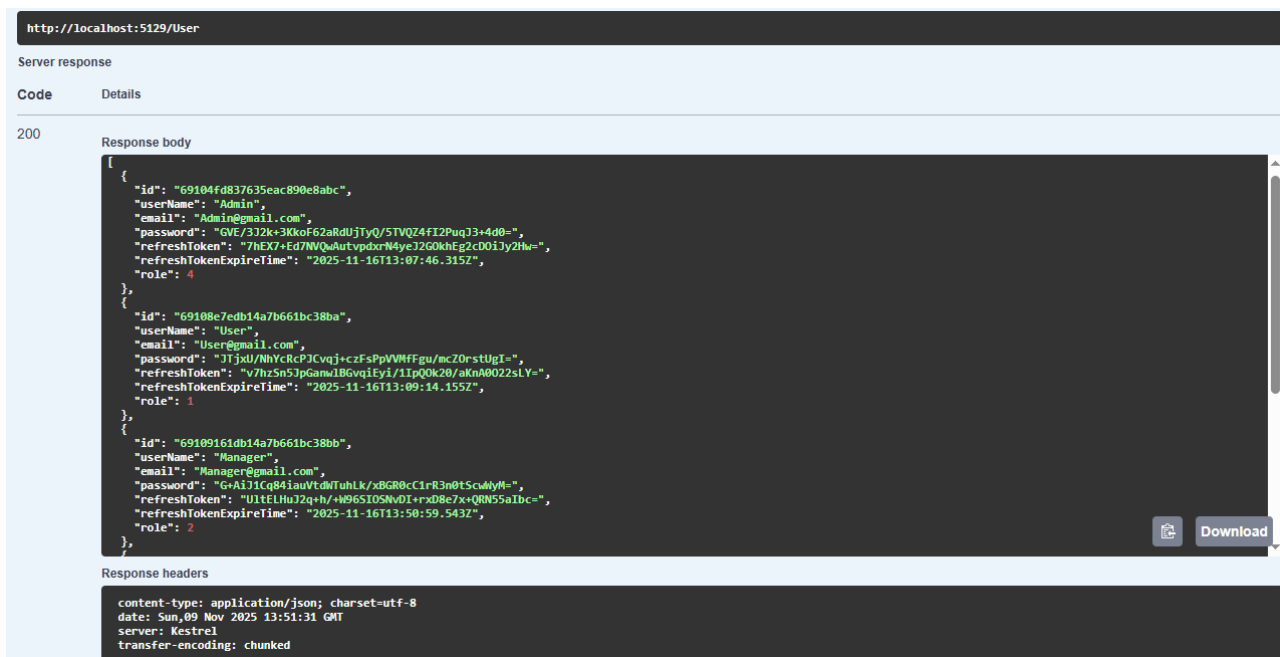 http://localhost:5129/User
Server response
Code Details
200
Response body
[
  {
    "id": "69104fd837635eac890e8abc",
    "userName": "Admin",
    "email": "Admin@gmail.com",
    "password": "GVE/3J2k+3KkoF62aRdUjTyQ/5TVQZ4fI2PuqJ3+4d0=",
    "refreshToken": "7hEX7+Ed7NVQwAutvpdxrN4yeJ2GOkhEg2cDOiJy2Hw=",
    "refreshTokenExpireTime": "2025-11-16T13:07:46.315Z",
    "role": 4
  },
  {
    "id": "69108e7edb14a7b661bc38ba",
    "userName": "User",
    "email": "User@gmail.com",
    "password": "JTjxU/NhYcRcPJCvqj+czFsPpVVMfFgu/mcZOrstUgI=",
    "refreshToken": "v7hzSn5JpGanwlBGvqiEyi/1IpQOk20/aKnA0O22sLY=",
    "refreshTokenExpireTime": "2025-11-16T13:09:14.155Z",
    "role": 1
  },
  {
    "id": "69109161db14a7b661bc38bb",
    "userName": "Manager",
    "email": "Manager@gmail.com",
    "password": "G+AiJ1Cq84iauVtdWTuhLk/xBGR0cC1rR3n0tScwWyM=",
    "refreshToken": "UltELHuJ2q+h/+W96SIOSNvDI+rxD8e7x+QRN55aIbc=",
    "refreshTokenExpireTime": "2025-11-16T13:50:59.543Z",
    "role": 2
  },
  {
Download
Response headers
content-type: application/json; charset=utf-8
date: Sun,09 Nov 2025 13:51:31 GMT
server: Kestrel
transfer-encoding: chunked